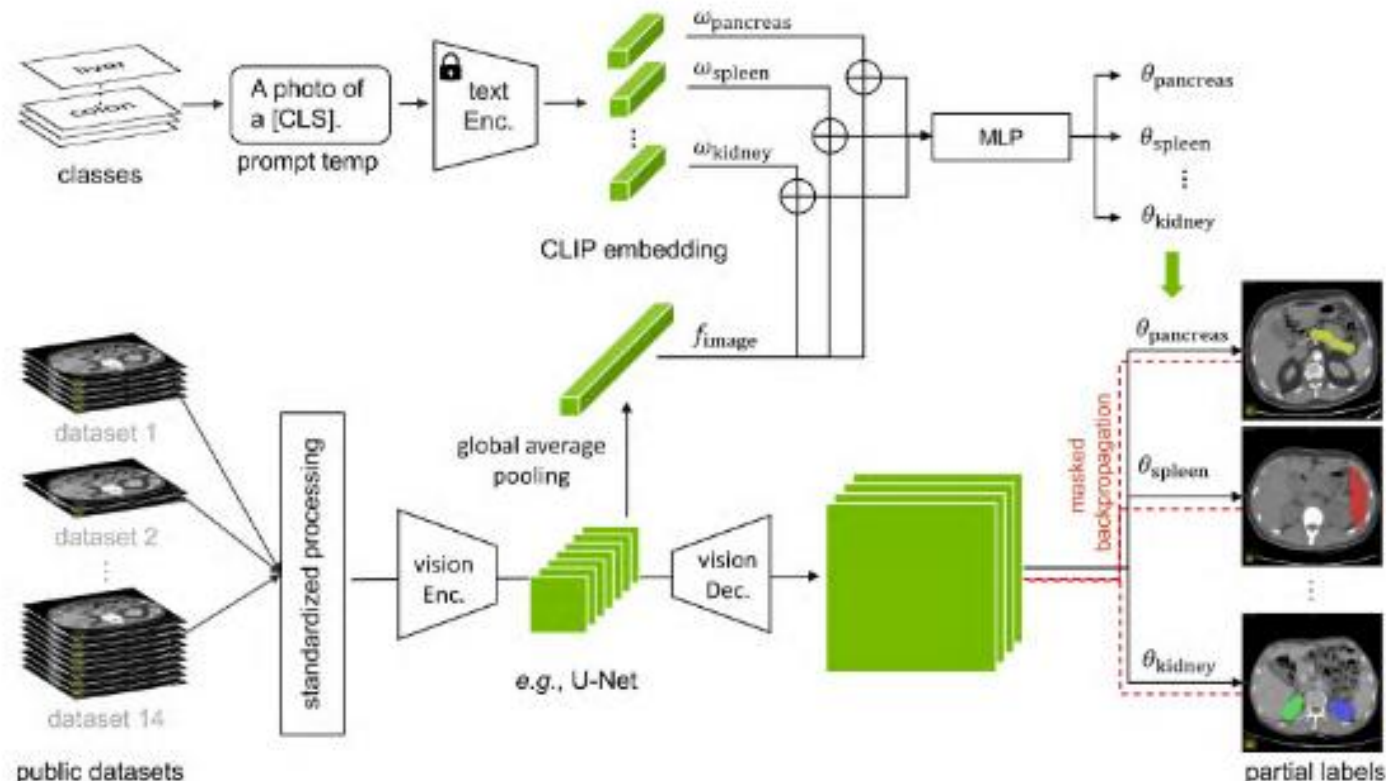 liver
colon
classes
A photo of
a [CLS].
prompt temp
text
Enc.
ω_pancreas
ω_spleen
⋮
ω_kidney
CLIP embedding
MLP
θ_pancreas
θ_spleen
⋮
θ_kidney
f_image
global average
pooling
dataset 1
dataset 2
⋮
dataset 14
public datasets
standardized processing
vision
Enc.
e.g., U-Net
vision
Dec.
masked
backpropagation
θ_pancreas
θ_spleen
⋮
θ_kidney
partial labels